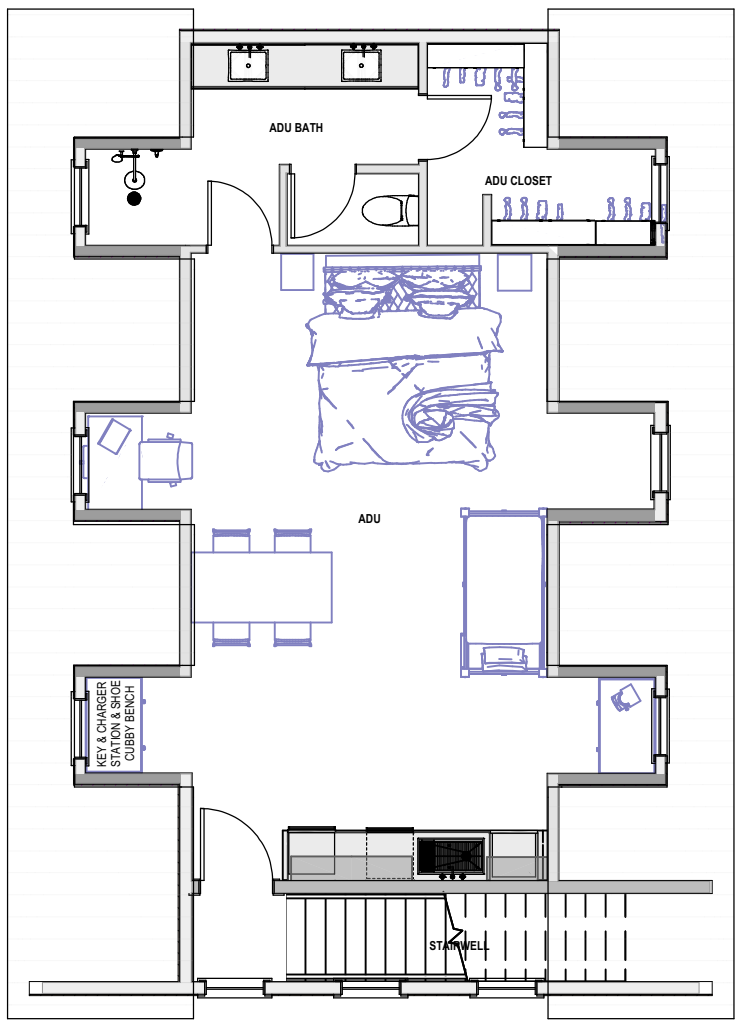 ADU BATH
ADU CLOSET
ADU
KEY & CHARGER
STATION & SHOE
CUBBY BENCH
STAIRWELL